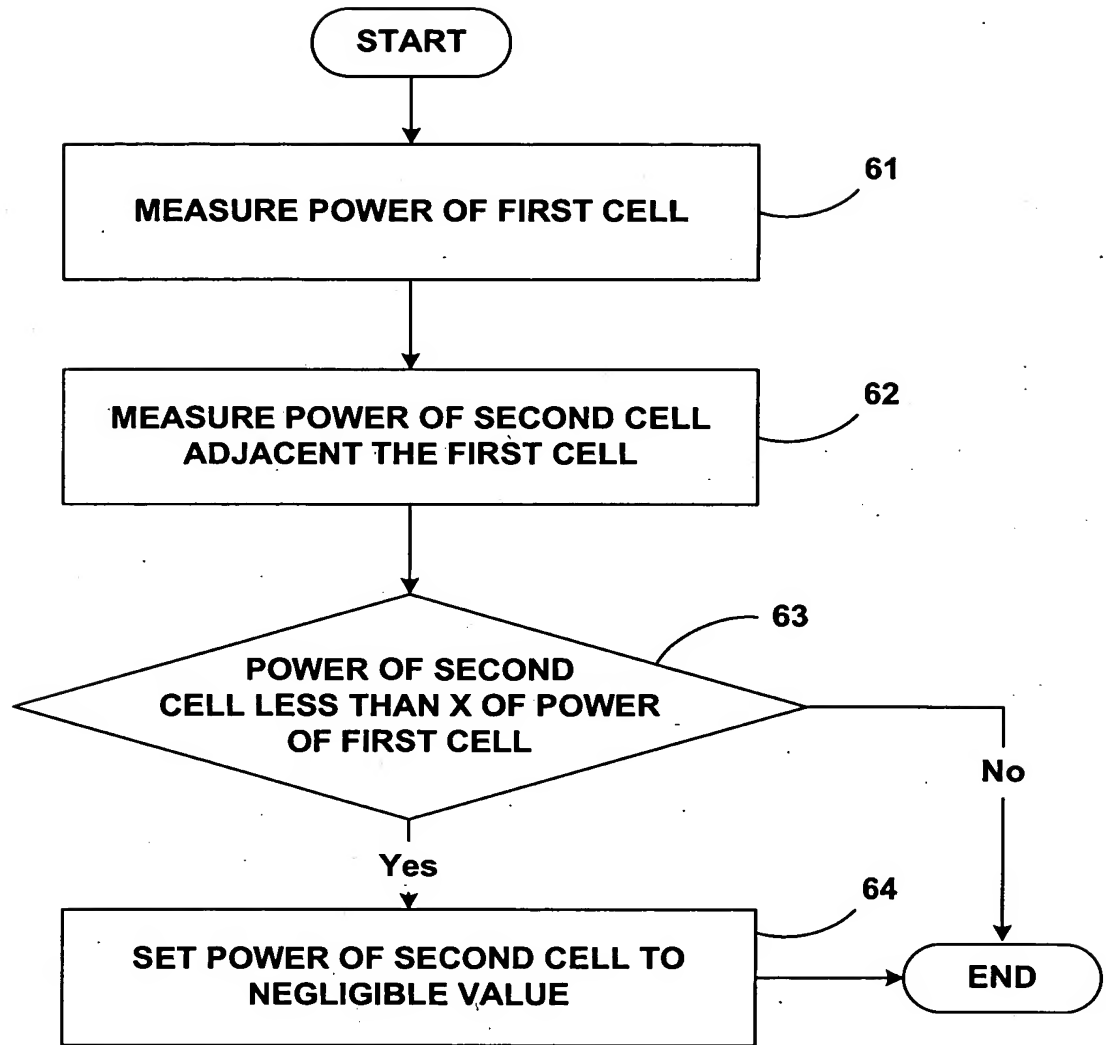 START
MEASURE POWER OF FIRST CELL
61
MEASURE POWER OF SECOND CELL
ADJACENT THE FIRST CELL
62
POWER OF SECOND
CELL LESS THAN X OF POWER
OF FIRST CELL
63
No
Yes
SET POWER OF SECOND CELL TO
NEGLIGIBLE VALUE
64
END